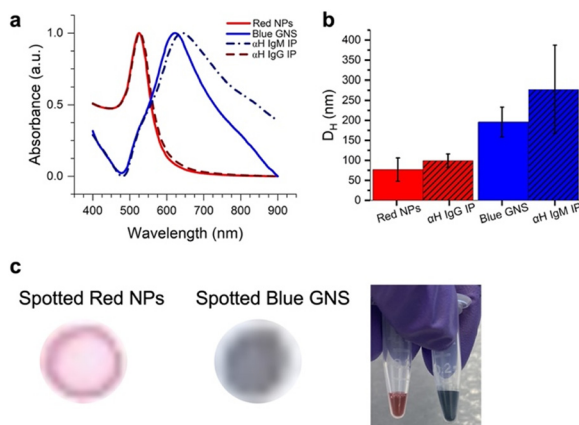 a
Absorbance (a.u.)
1.0
0.5
0.0
400 500 600 700 800 900
Wavelength (nm)
Red NPs
Blue GNS
αH IgM IP
αH IgG IP
b
D_H (nm)
400
350
300
250
200
150
100
50
0
Red NPs αH IgG IP Blue GNS αH IgM IP
c
Spotted Red NPs Spotted Blue GNS